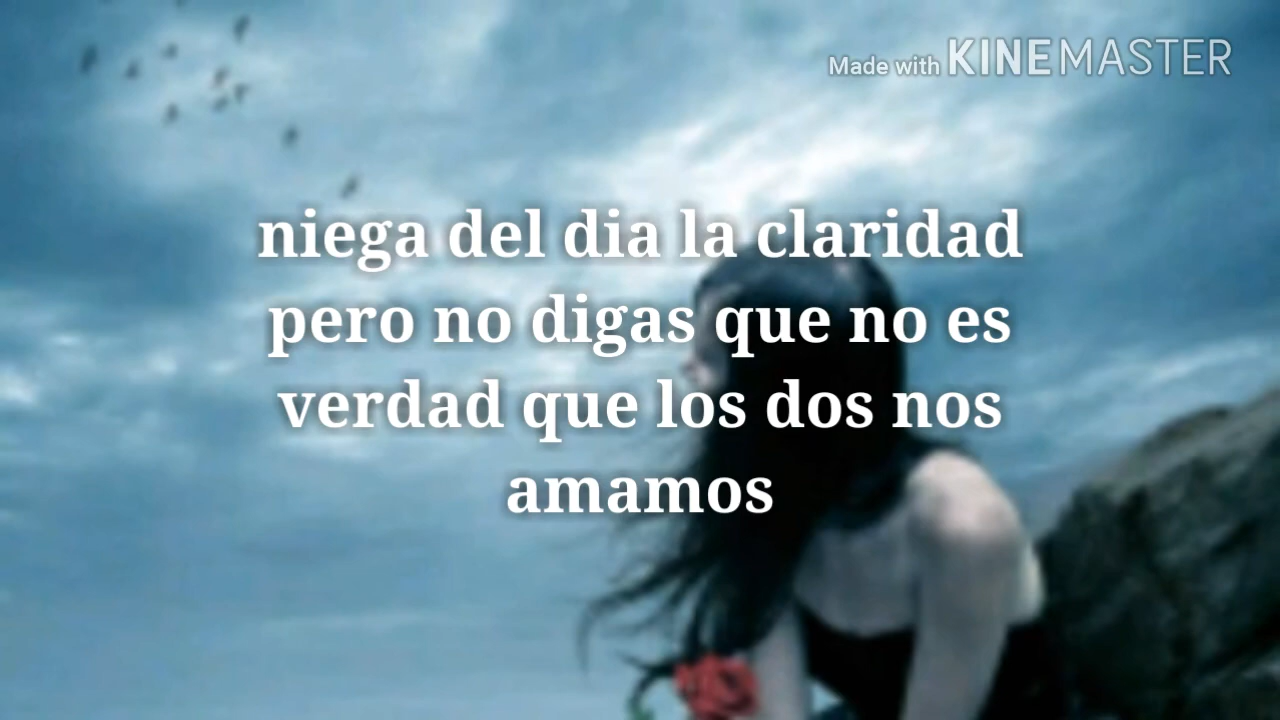 Made with KINEMASTER
niega del dia la claridad
pero no digas que no es
verdad que los dos nos
amamos